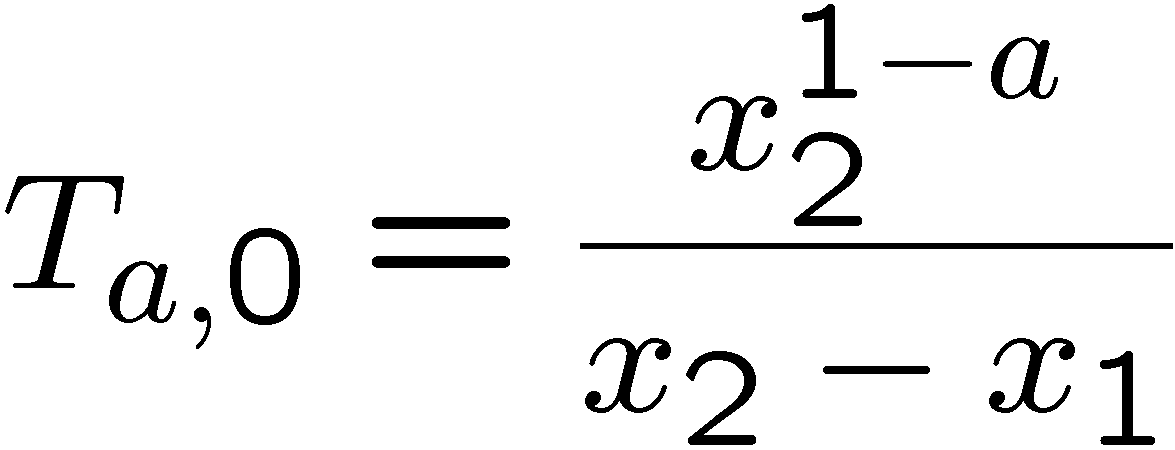 T_{a,0} = \frac{x_2^{1-a}}{x_2 - x_1}